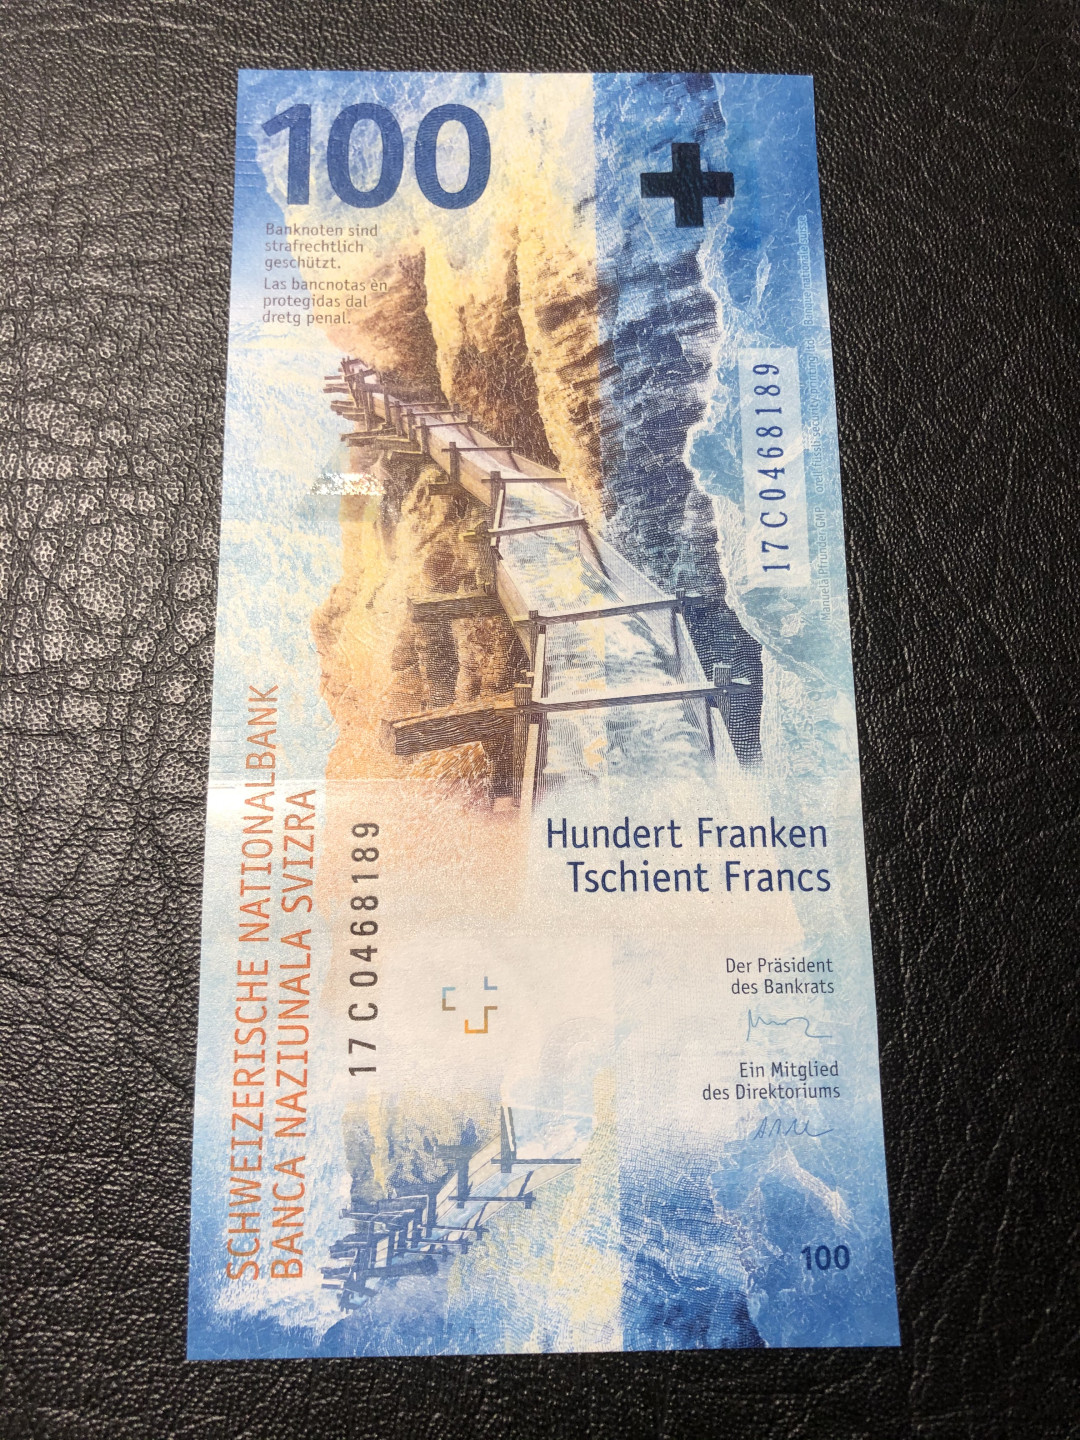 100
Banknoten sind
strafrechtlich
geschützt.
Las bancnotas èn
protegidas dal
dretg penal.
17C0468189
SCHWEIZERISCHE NATIONALBANK
BANCA NAZIUNALA SVIZRA
17C0468189
Hundert Franken
Tschient Francs
Der Präsident
des Bankrats
Ein Mitglied
des Direktoriums
100